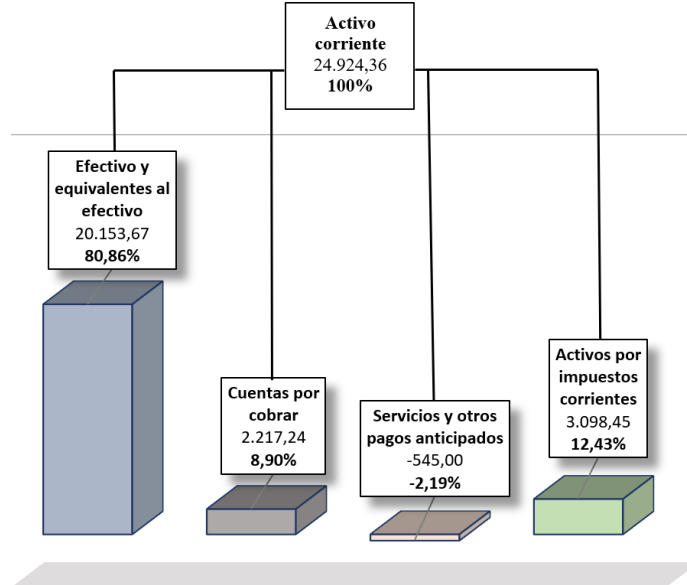 Activo
corriente
24.924,36
100%
Efectivo y
equivalentes al
efectivo
20.153,67
80,86%
Cuentas por
cobrar
2.217,24
8,90%
Servicios y otros
pagos anticipados
-545,00
-2,19%
Activos por
impuestos
corrientes
3.098,45
12,43%